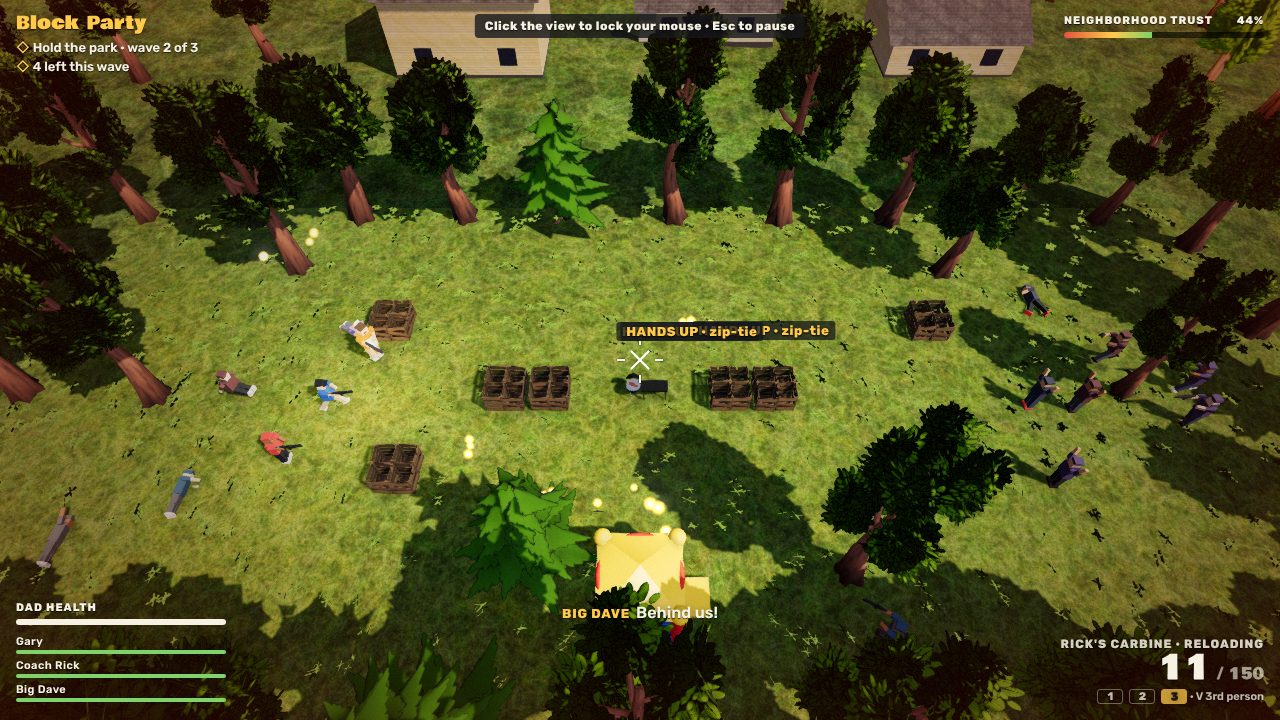 Block Party
Hold the park · wave 2 of 3
4 left this wave
Click the view to lock your mouse · Esc to pause
NEIGHBORHOOD TRUST 44%
HANDS UP · zip-tie P · zip-tie
BIG DAVE Behind us!
DAD HEALTH
Gary
Coach Rick
Big Dave
RICK'S CARBINE · RELOADING
11 / 150
1 2 3 · V 3rd person